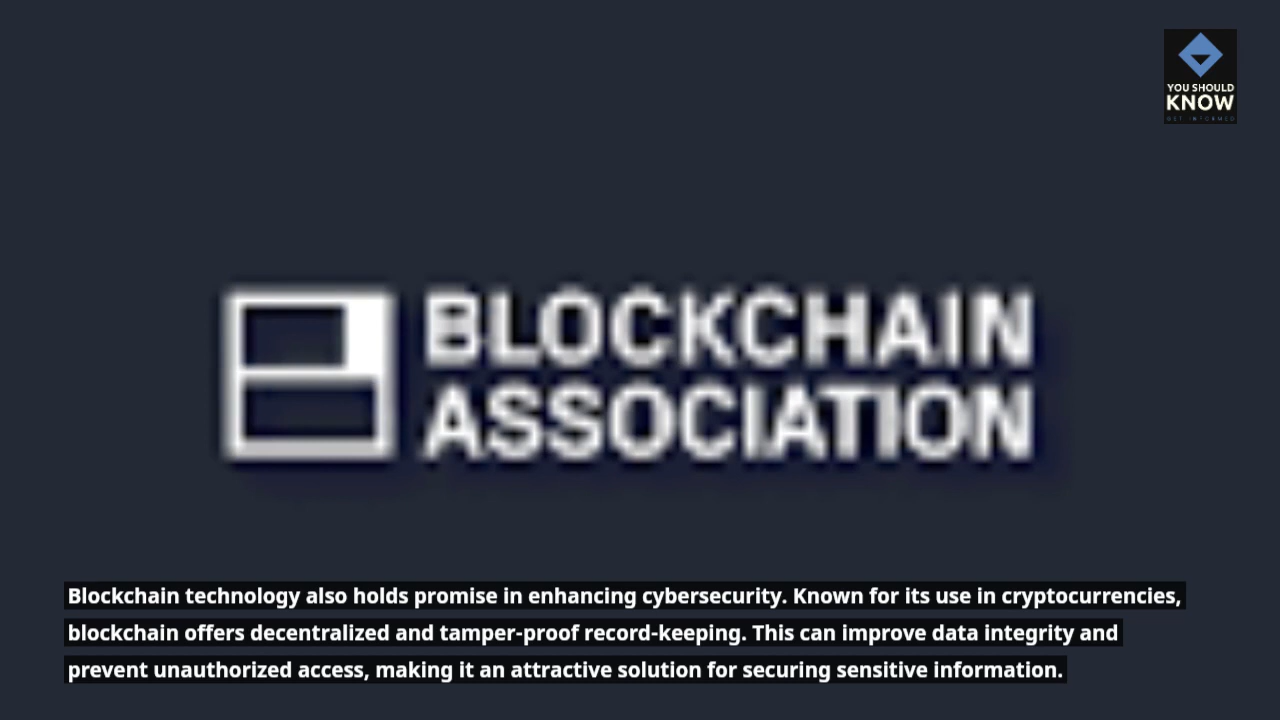 YOU SHOULD
KNOW
GET INFORMED
BLOCKCHAIN
ASSOCIATION
Blockchain technology also holds promise in enhancing cybersecurity. Known for its use in cryptocurrencies,
blockchain offers decentralized and tamper-proof record-keeping. This can improve data integrity and
prevent unauthorized access, making it an attractive solution for securing sensitive information.